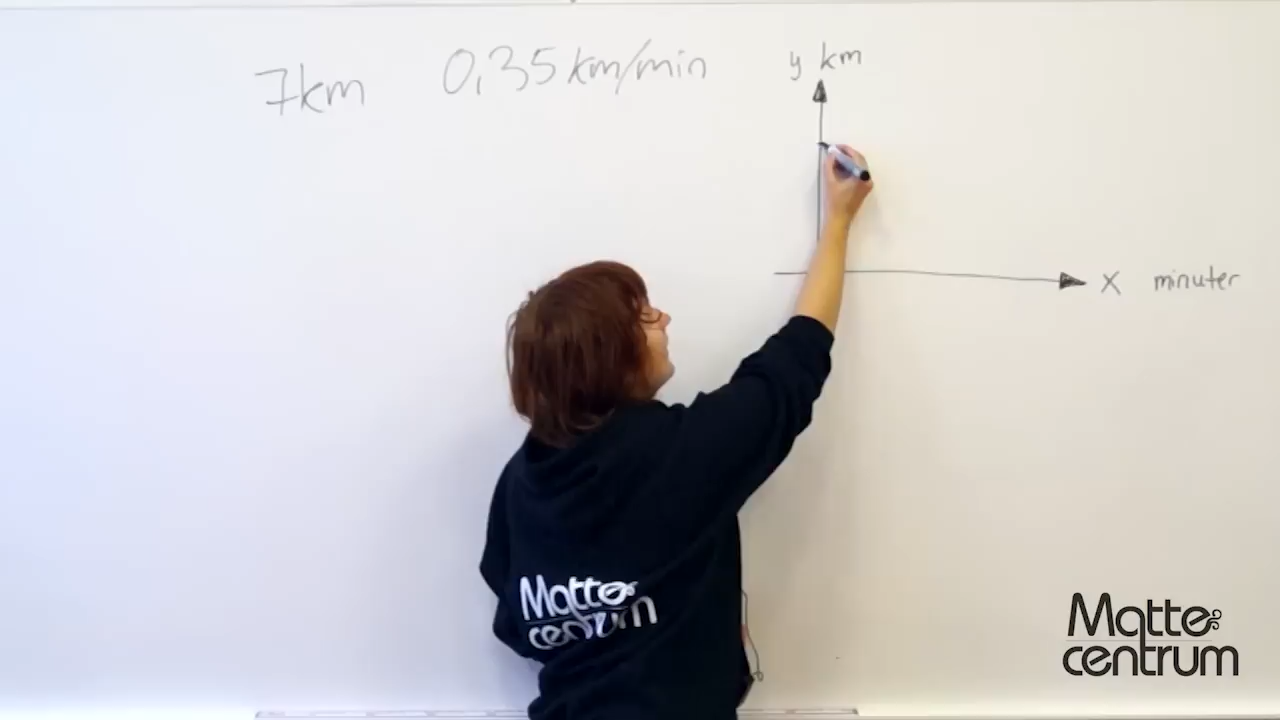 7km 0,35 km/min
y km
x minuter
Matte
centrum
Matte
centrum